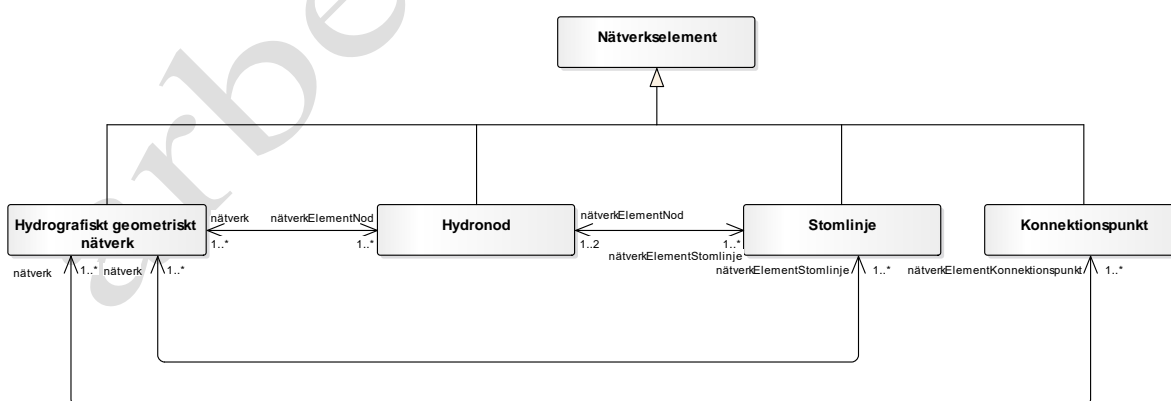 Nätverkselement
Hydrografiskt geometriskt
nätverk
nätverk
nätverkElementNod
1..*
1..*
Hydronod
nätverkElementNod
1..2
1..*
nätverkElementStomlinje
Stomlinje
Konnektionspunkt
nätverk
1..*
nätverk
1..*
nätverkElementStomlinje
1..*
nätverkElementKonnektionspunkt
1..*
arbe